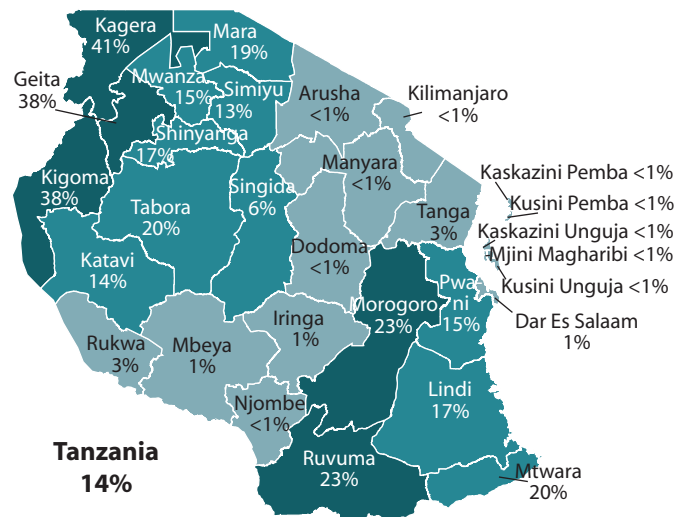 Kagera
41%
Mara
19%
Geita
38%
Mwanza
15%
Simiyu
13%
Arusha
<1%
Kilimanjaro
<1%
Shinyanga
17%
Kigoma
38%
Tabora
20%
Singida
6%
Manyara
<1%
Kaskazini Pemba <1%
Kusini Pemba <1%
Tanga
3%
Kaskazini Unguja <1%
Mjini Magharibi <1%
Kusini Unguja <1%
Dodoma
<1%
Katavi
14%
Morogoro
23%
Pwa
ni
15%
Dar Es Salaam
1%
Rukwa
3%
Mbeya
1%
Iringa
1%
Njombe
<1%
Lindi
17%
Tanzania
14%
Ruvuma
23%
Mtwara
20%